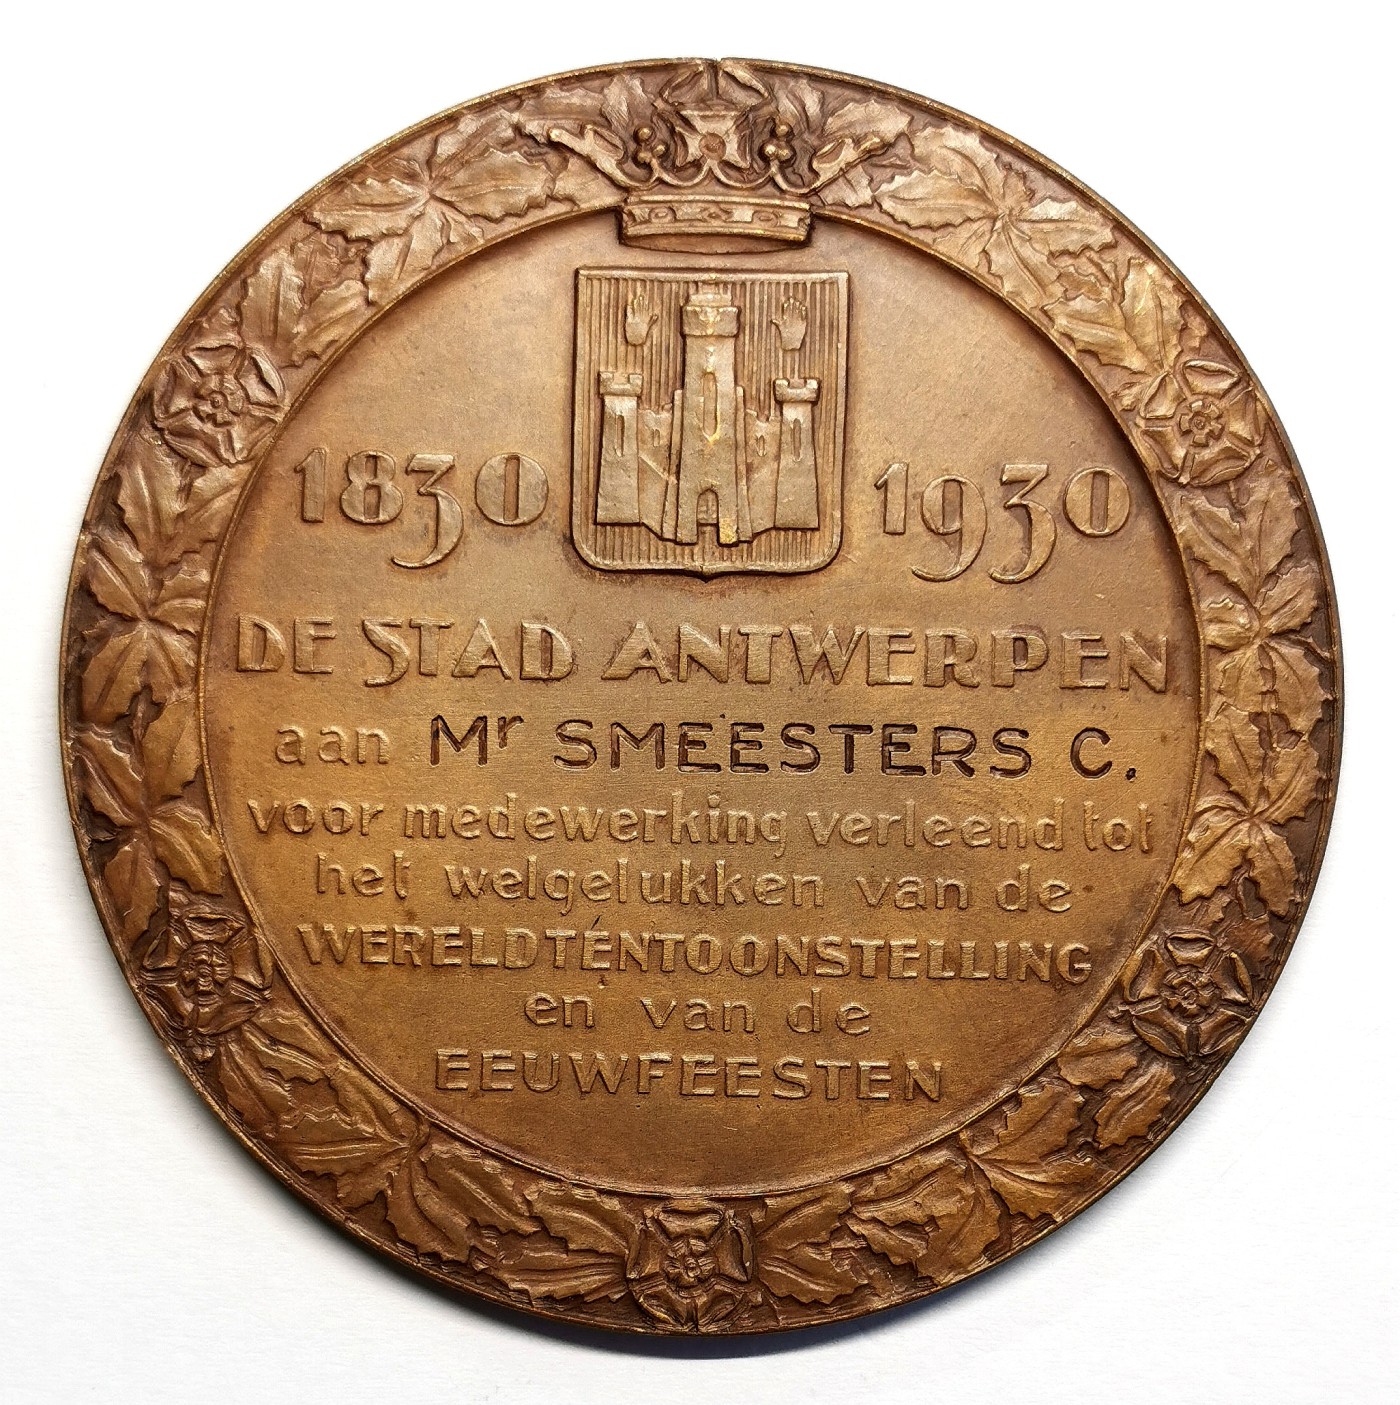 1830 1930
DE STAD ANTWERPEN
aan Mr SMEESTERS C.
voor medewerking verleend tot
het welgelukken van de
WERELDTENTOONSTELLING
en van de
EEUWFEESTEN